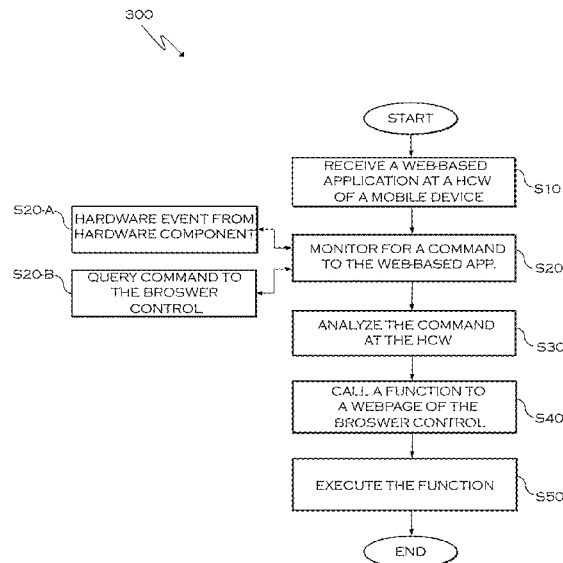 300
START
RECEIVE A WEB-BASED
APPLICATION AT A HCW
OF A MOBILE DEVICE
S10
S20-A
HARDWARE EVENT FROM
HARDWARE COMPONENT
MONITOR FOR A COMMAND
TO THE WEB-BASED APP.
S20
S20-B
QUERY COMMAND TO
THE BROSWER
CONTROL
ANALYZE THE COMMAND
AT THE HCW
S30
CALL A FUNCTION TO
A WEBPAGE OF THE
BROSWER CONTROL
S40
EXECUTE THE FUNCTION
S50
END